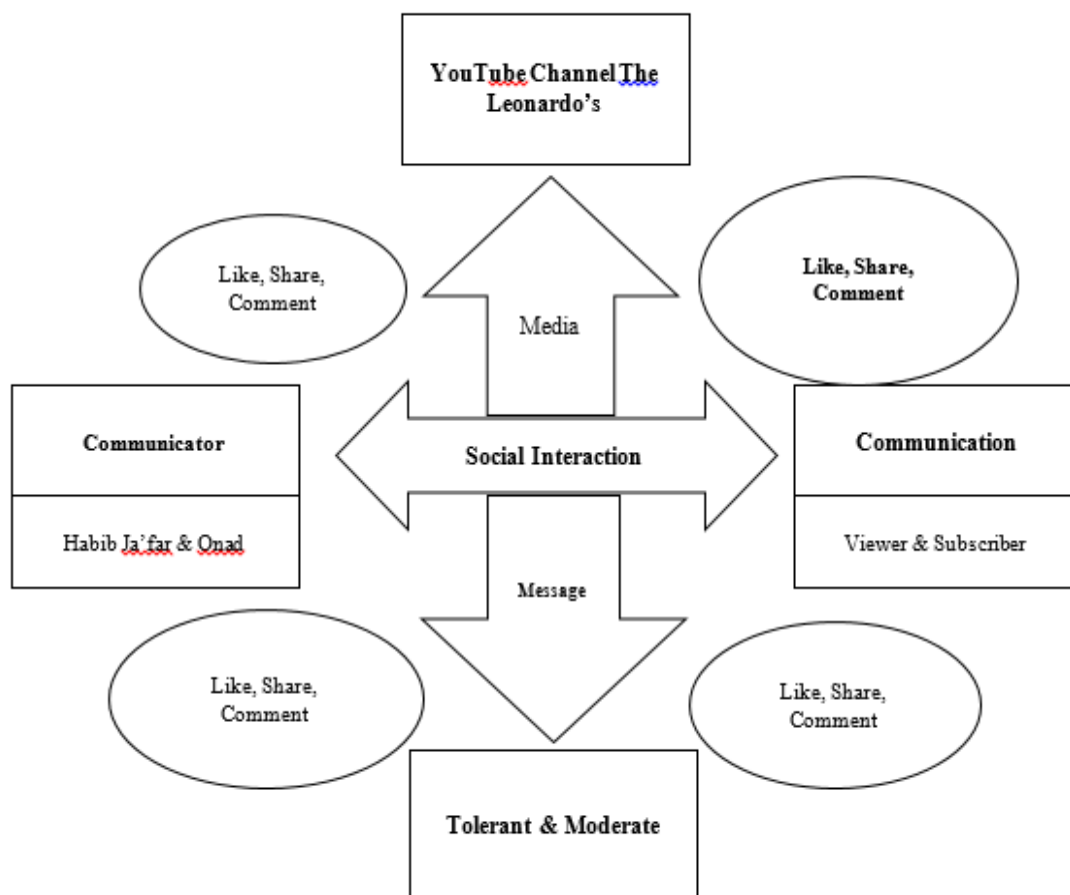 YouTube Channel The
Leonardo’s
Like, Share,
Comment
Like, Share,
Comment
Media
Communicator
Social Interaction
Communication
Habib Ja’far & Onad
Viewer & Subscriber
Message
Like, Share,
Comment
Like, Share,
Comment
Tolerant & Moderate